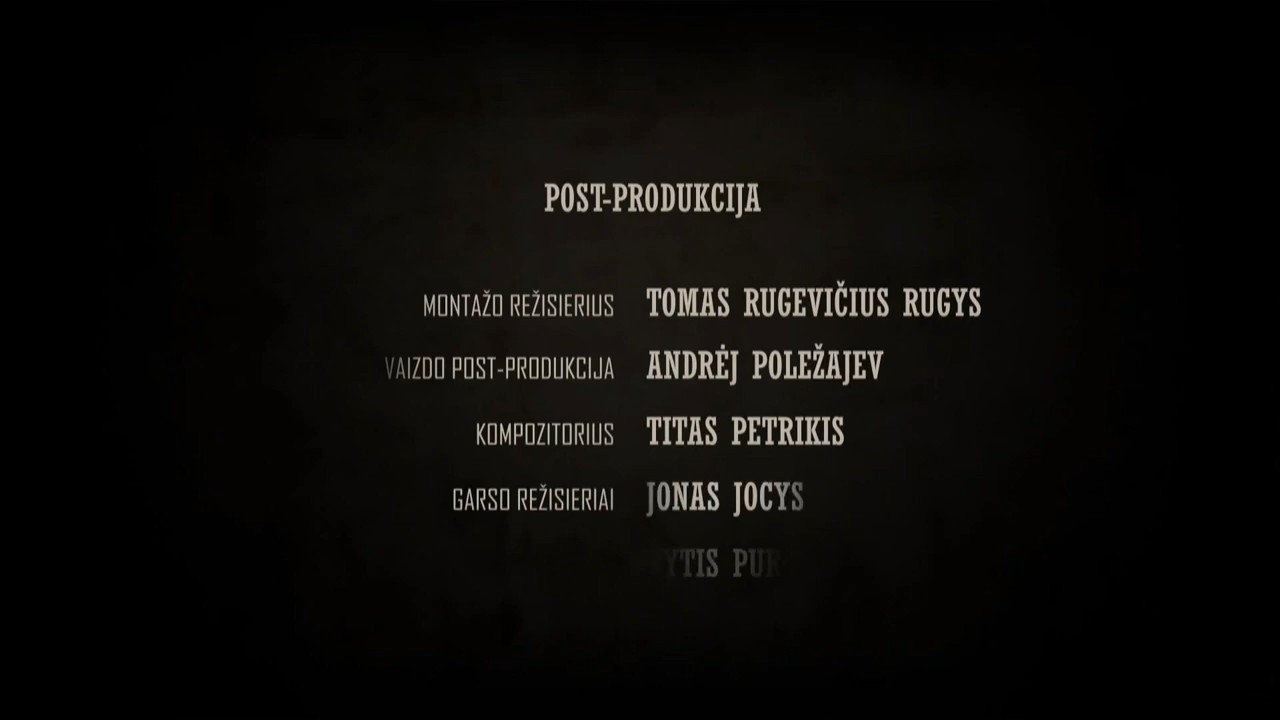 POST-PRODUKCIJA
MONTAŽO REŽISIERIUS TOMAS RUGEVIČIUS RUGYS
VAIZDO POST-PRODUKCIJA ANDRĖJ POLEŽAJEV
KOMPOZITORIUS TITAS PETRIKIS
GARSO REŽISIERIAI JONAS JOCYS